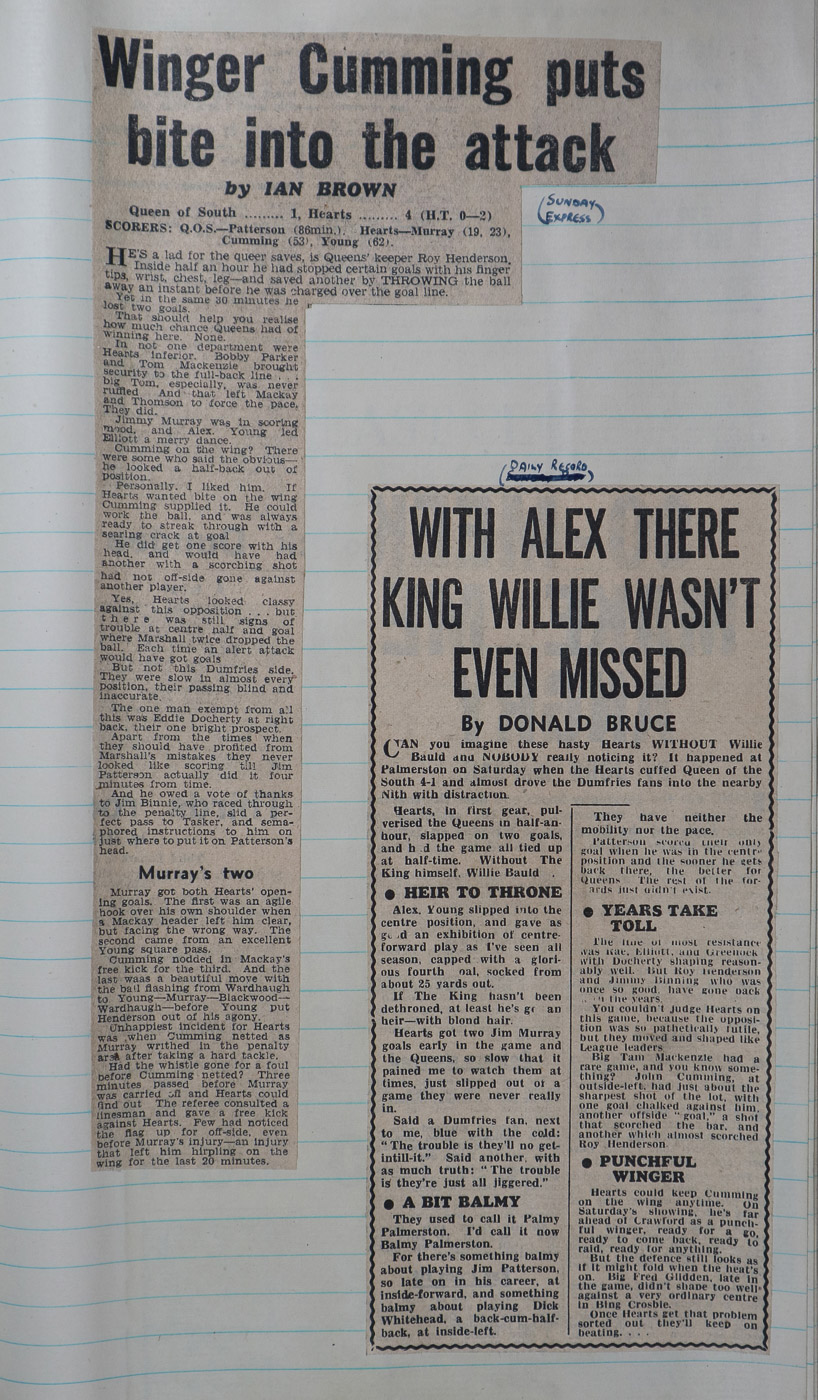 Winger Cumming puts
bite into the attack
by IAN BROWN
Queen of South ......... 1, Hearts ......... 4 (H.T. 0—2)
SCORERS: Q.O.S.—Patterson (86min.). Hearts—Murray (19, 23),
Cumming (53), Young (62).
HE'S a lad for the queer saves, is Queens' keeper Roy Henderson.
Inside half an hour he had stopped certain goals with his finger
tips, wrist, chest, leg—and saved another by THROWING the ball
away an instant before he was charged over the goal line.
Yet in the same 30 minutes he
lost two goals.
That should help you realise
how much chance Queens had of
winning here. None.
In not one department were
Hearts inferior. Bobby Parker
and Tom Mackenzie brought
security to the full-back line . . .
big Tom, especially, was never
ruffled. And that left Mackay
and Thomson to force the pace.
They did.
Jimmy Murray was in scoring
mood, and Alex. Young led
Elliott a merry dance.
Cumming on the wing? There
were some who said the obvious—
he looked a half-back out of
position.
Personally, I liked him. If
Hearts wanted bite on the wing
Cumming supplied it. He could
work the ball, and was always
ready to streak through with a
searing crack at goal
He did get one score with his
head, and would have had
another with a scorching shot
had not off-side gone against
another player.
Yes, Hearts looked classy
against this opposition . . . but
there was still signs of
trouble at centre half and goal
where Marshall twice dropped the
ball. Each time an alert attack
would have got goals
But not this Dumfries side.
They were slow in almost every
position, their passing blind and
inaccurate.
The one man exempt from all
this was Eddie Docherty at right
back, their one bright prospect.
Apart from the times when
they should have profited from
Marshall's mistakes they never
looked like scoring till Jim
Patterson actually did it four
minutes from time.
And he owed a vote of thanks
to Jim Binnie, who raced through
to the penalty line, slid a per-
fect pass to Tasker, and sema-
phored instructions to him on
just where to put it on Patterson's
head.
Murray's two
Murray got both Hearts' open-
ing goals. The first was an agile
hook over his own shoulder when
a Mackay header left him clear,
but facing the wrong way. The
second came from an excellent
Young square pass.
Cumming nodded in Mackay's
free kick for the third. And the
last waas a beautiful move with
the ball flashing from Wardhaugh
to Young—Murray—Blackwood—
Wardhaugh—before Young put
Henderson out of his agony.
Unhappiest incident for Hearts
was when Cumming netted as
Murray writhed in the penalty
area after taking a hard tackle.
Had the whistle gone for a foul
before Cumming netted? Three
minutes passed before Murray
was carried off and Hearts could
find out The referee consulted a
linesman and gave a free kick
against Hearts. Few had noticed
the flag up for off-side, even
before Murray's injury—an injury
that left him hirpling on the
wing for the last 20 minutes.
(SUNDAY
EXPRESS)
(DAILY RECORD)
WITH ALEX THERE
KING WILLIE WASN'T
EVEN MISSED
By DONALD BRUCE
CAN you imagine these hasty Hearts WITHOUT Willie
Bauld and NOBODY really noticing it? It happened at
Palmerston on Saturday when the Hearts cuffed Queen of the
South 4-1 and almost drove the Dumfries fans into the nearby
Nith with distraction.
Hearts, in first gear, pul-
verised the Queens in half-an-
hour, slapped on two goals,
and h d the game all tied up
at half-time. Without The
King himself, Willie Bauld .
● HEIR TO THRONE
Alex. Young slipped into the
centre position, and gave as
go d an exhibition of centre-
forward play as I've seen all
season, capped with a glori-
ous fourth oal, socked from
about 25 yards out.
If The King hasn't been
dethroned, at least he's got an
heir—with blond hair.
Hearts got two Jim Murray
goals early in the game and
the Queens, so slow that it
pained me to watch them at
times, just slipped out of a
game they were never really
in.
Said a Dumfries fan, next
to me, blue with the cold:
"The trouble is they'll no get-
intill-it." Said another, with
as much truth: "The trouble
is they're just all jiggered."
● A BIT BALMY
They used to call it Palmy
Palmerston. I'd call it now
Balmy Palmerston.
For there's something balmy
about playing Jim Patterson,
so late on in his career, at
inside-forward, and something
balmy about playing Dick
Whitehead, a back-cum-half-
back, at inside-left.
They have neither the
mobility nor the pace.
Patterson scored their only
goal when he was in the centre
position and the sooner he gets
back there, the better for
Queens The rest of the for-
ards just didn't exist.
● YEARS TAKE
TOLL
The line of most resistance
was Rae, Elliott, and Greenock
with Docherty shaping reason-
ably well. But Roy Henderson
and Jimmy Binning who was
once so good, have gone back
the years.
You couldn't judge Hearts on
this game, because the opposi-
tion was so pathetically futile,
but they moved and shaped like
League leaders
Big Tam Mackenzie had a
rare game, and you know some-
thing? John Cumming, at
outside-left, had just about the
sharpest shot of the lot, with
one goal chalked against him,
another offside "goal," a shot
that scorched the bar, and
another which almost scorched
Roy Henderson.
● PUNCHFUL
WINGER
Hearts could keep Cumming
on the wing anytime. On
Saturday's showing, he's far
ahead of Crawford as a punch-
ful winger, ready for a go,
ready to come back, ready to
raid, ready for anything.
But the defence still looks as
if it might fold when the heat's
on. Big Fred Glidden, late in
the game, didn't shape too well
against a very ordinary centre
in Bing Crosbie.
Once Hearts get that problem
sorted out they'll keep on
beating. . . .